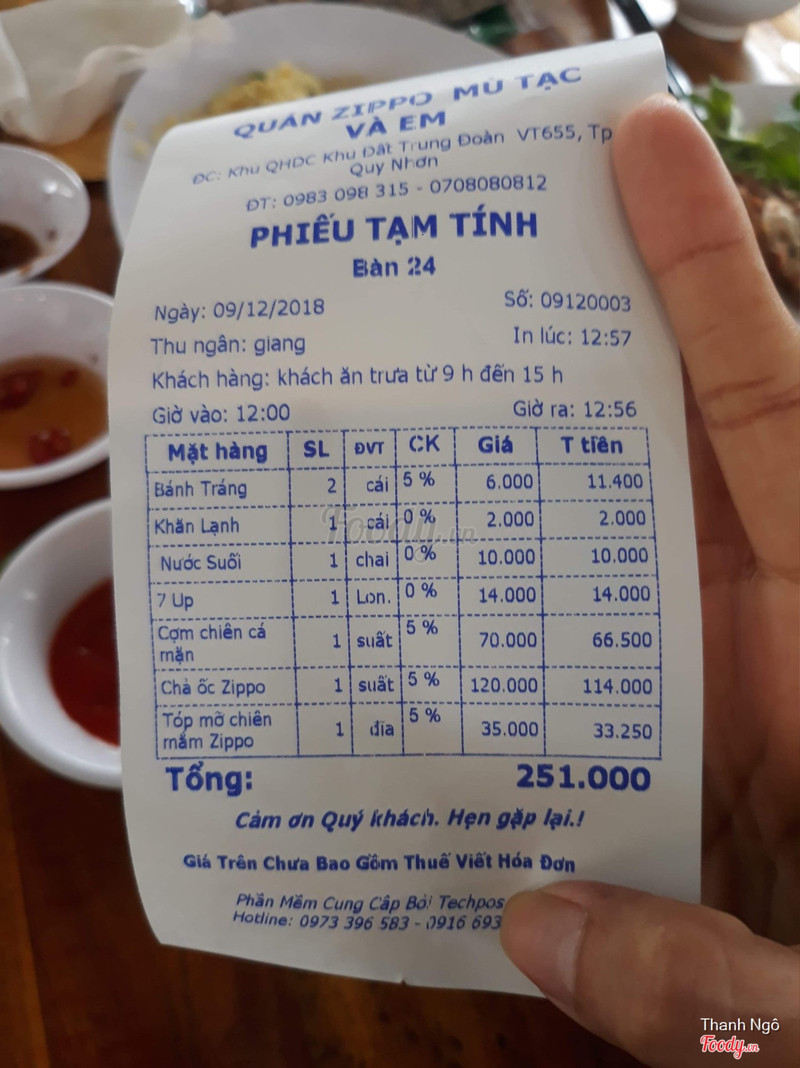 QUÁN ZIPPO MÙ TẠC
VÀ EM
ĐC: Khu QHDC Khu Đất Trung Đoàn VT655, Tp
Quy Nhơn
ĐT: 0983 098 315 - 0708080812
PHIẾU TẠM TÍNH
Bàn 24
Ngày: 09/12/2018 Số: 09120003
Thu ngân: giang In lúc: 12:57
Khách hàng: khách ăn trưa từ 9 h đến 15 h
Giờ vào: 12:00 Giờ ra: 12:56
Mặt hàng SL ĐVT CK Giá T tiền
Bánh Tráng 2 cái 5 % 6.000 11.400
Khăn Lạnh 1 cái 0 % 2.000 2.000
Nước Suối 1 chai 0 % 10.000 10.000
7 Up 1 Lon. 0 % 14.000 14.000
Cơm chiên cá
mặn 1 suất 5 % 70.000 66.500
Chả ốc Zippo 1 suất 5 % 120.000 114.000
Tóp mỡ chiên
mắm Zippo 1 đĩa 5 % 35.000 33.250
Tổng: 251.000
Cảm ơn Quý khách. Hẹn gặp lại.!
Giá Trên Chưa Bao Gồm Thuế Viết Hóa Đơn
Phần Mềm Cung Cấp Bởi Techpos
Hotline: 0973 396 583 - 0916 693
Foody.vn
Thanh Ngô
Foody.vn